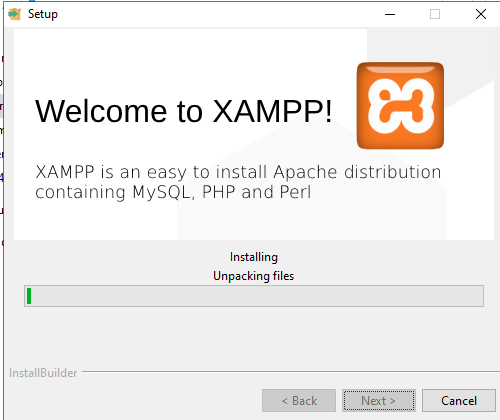 Setup
Welcome to XAMPP!
XAMPP is an easy to install Apache distribution
containing MySQL, PHP and Perl
Installing
Unpacking files
InstallBuilder
< Back
Next >
Cancel